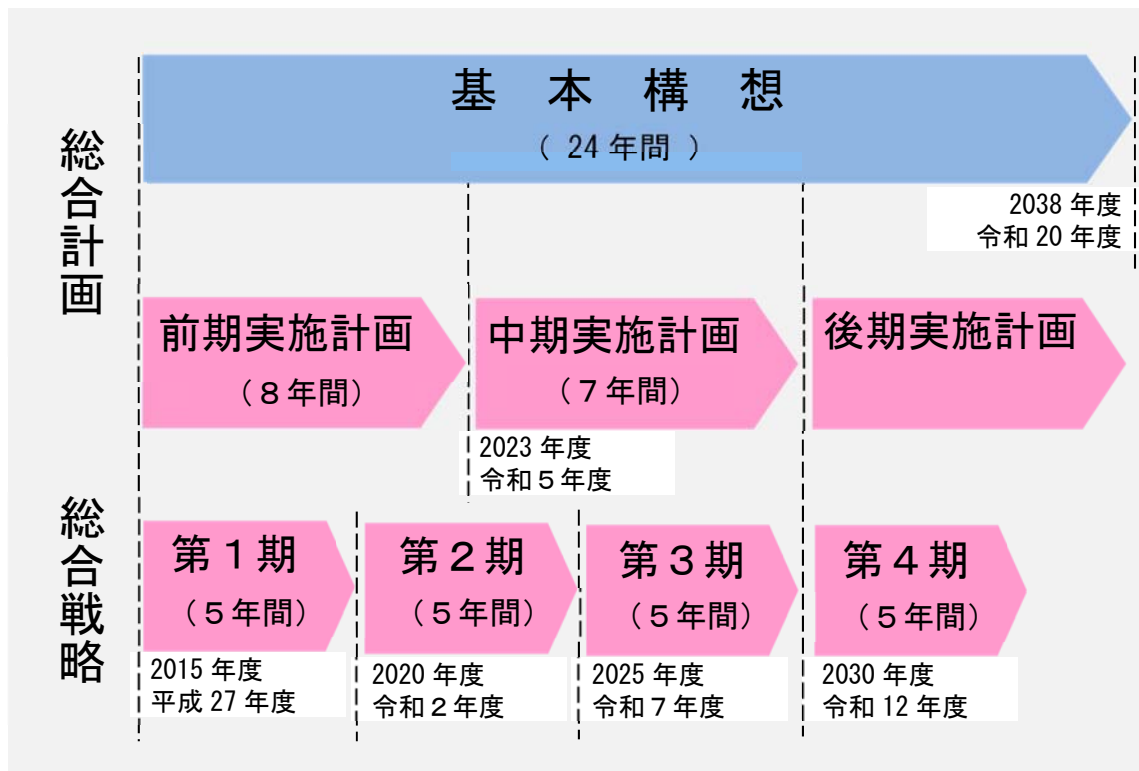 総合計画
基本構想
（ 24 年間 ）
2038 年度
令和 20 年度
前期実施計画
（８年間）
中期実施計画
（７年間）
後期実施計画
2023 年度
令和５年度
総合戦略
第１期
（５年間）
第２期
（５年間）
第３期
（５年間）
第４期
（５年間）
2015 年度
平成 27 年度
2020 年度
令和２年度
2025 年度
令和７年度
2030 年度
令和 12 年度